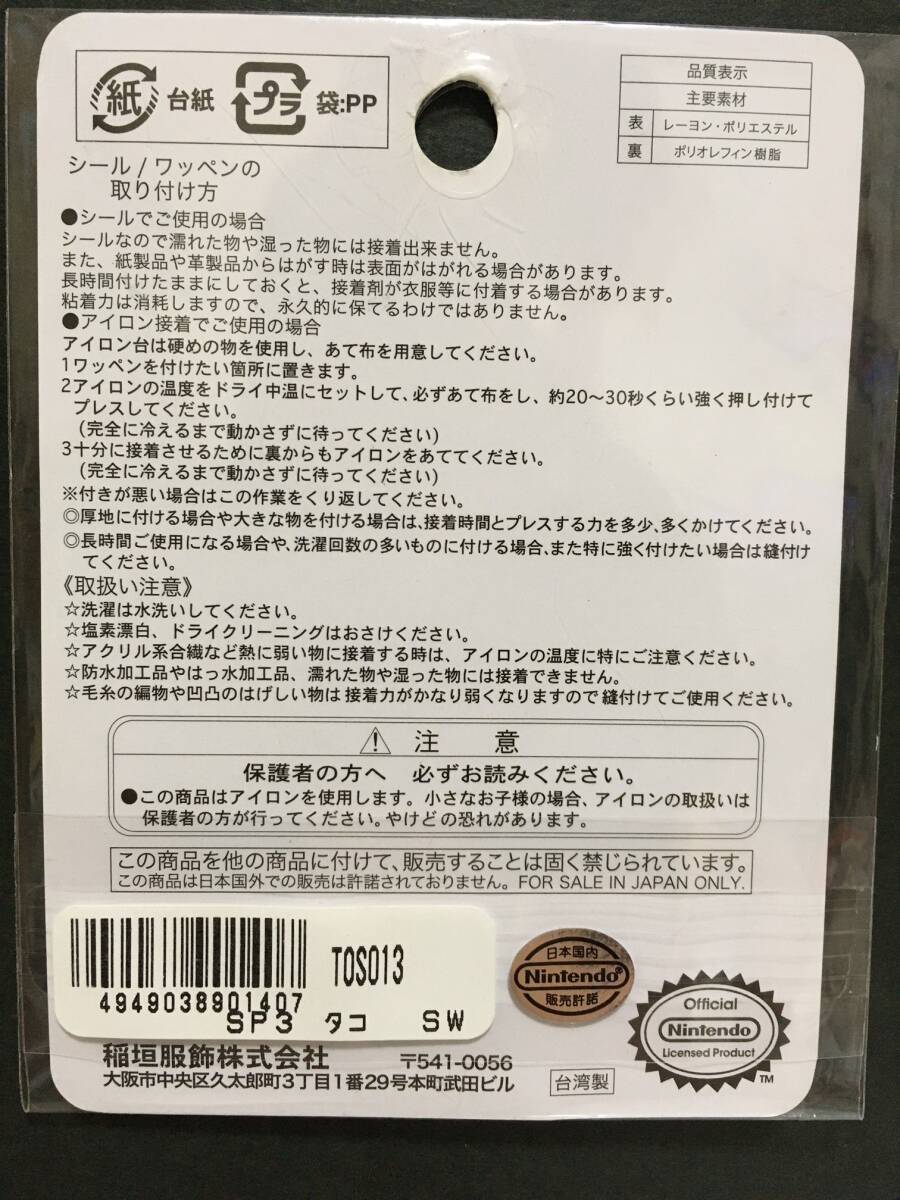 紙 台紙 プラ 袋:PP
品質表示
主要素材
表 レーヨン・ポリエステル
裏 ポリオレフィン樹脂
シール / ワッペンの
取り付け方
●シールでご使用の場合
シールなので濡れた物や湿った物には接着出来ません。
また、紙製品や革製品からはがす時は表面がはがれる場合があります。
長時間付けたままにしておくと、接着剤が衣服等に付着する場合があります。
粘着力は消耗しますので、永久的に保てるわけではありません。
●アイロン接着でご使用の場合
アイロン台は硬めの物を使用し、あて布を用意してください。
1ワッペンを付けたい箇所に置きます。
2アイロンの温度をドライ中温にセットして、必ずあて布をし、約20〜30秒くらい強く押し付けて
プレスしてください。
(完全に冷えるまで動かさずに待ってください)
3十分に接着させるために裏からもアイロンをあててください。
(完全に冷えるまで動かさずに待ってください)
※付きが悪い場合はこの作業をくり返してください。
◎厚地に付ける場合や大きな物を付ける場合は、接着時間とプレスする力を多少、多くかけてください。
◎長時間ご使用になる場合や、洗濯回数の多いものに付ける場合、また特に強く付けたい場合は縫付け
てください。
《取扱い注意》
☆洗濯は水洗いしてください。
☆塩素漂白、ドライクリーニングはおさけください。
☆アクリル系合繊など熱に弱い物に接着する時は、アイロンの温度に特にご注意ください。
☆防水加工品やはっ水加工品、濡れた物や湿った物には接着できません。
☆毛糸の編物や凹凸のはげしい物は接着力がかなり弱くなりますので縫付けてご使用ください。
⚠ 注 意
保護者の方へ 必ずお読みください。
●この商品はアイロンを使用します。小さなお子様の場合、アイロンの取扱いは
保護者の方が行ってください。やけどの恐れがあります。
この商品を他の商品に付けて、販売することは固く禁じられています。
この商品は日本国外での販売は許諾されておりません。FOR SALE IN JAPAN ONLY.
TOS013
4949038901407
SP3 タコ SW
日本国内
Nintendo®
販売許諾
Official
Nintendo
Licensed Product
TM
稲垣服飾株式会社 〒541-0056
大阪市中央区久太郎町3丁目1番29号本町武田ビル
台湾製